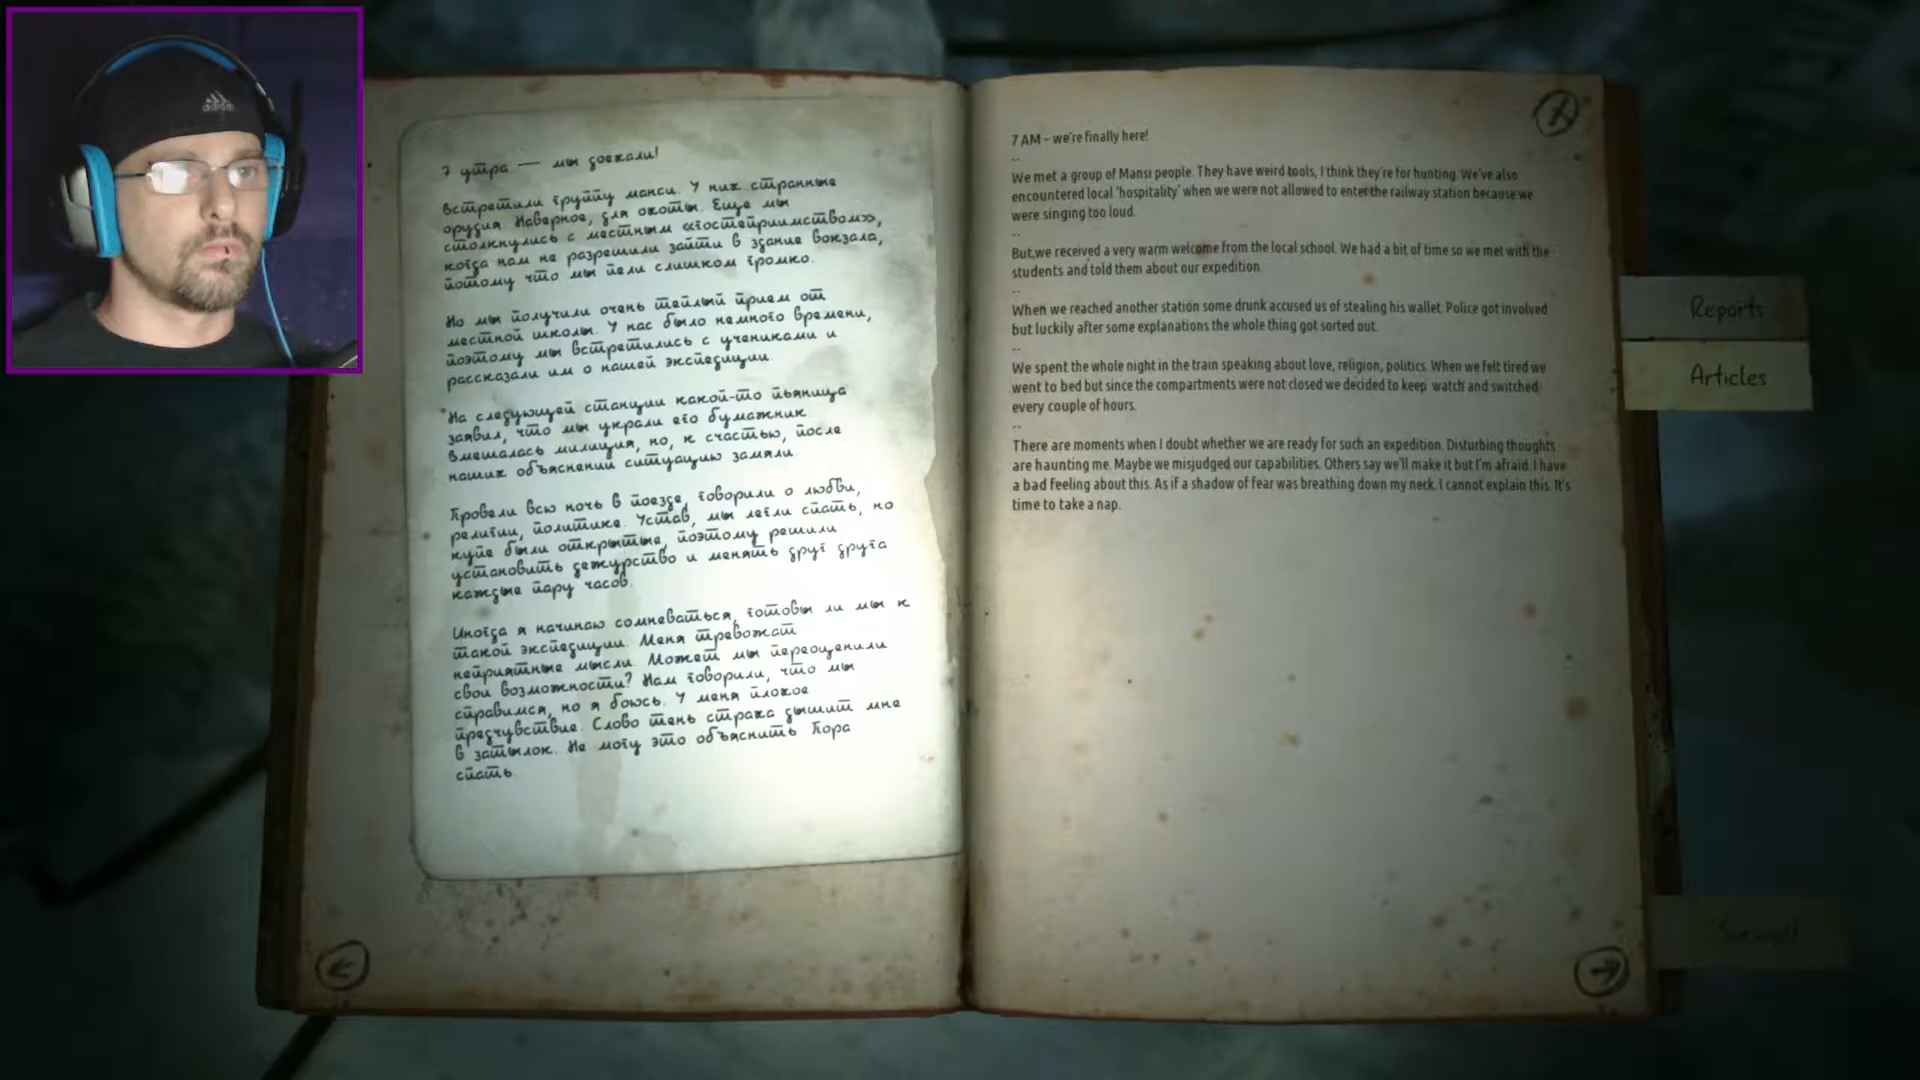 adidas
7 утра — мы доехали!
Встретили группу манси. У них странные
орудия. Наверное, для охоты. Еще мы
столкнулись с местным «гостеприимством»,
когда нам не разрешили зайти в здание вокзала,
потому что мы пели слишком громко.
Но мы получили очень теплый прием от
местной школы. У нас было немного времени,
поэтому мы встретились с учениками и
рассказали им о нашей экспедиции.
На следующей станции какой-то пьяница
заявил, что мы украли его бумажник.
Вмешалась милиция, но, к счастью, после
наших объяснений ситуацию замяли.
Провели всю ночь в поезде, говорили о любви,
религии, политике. Устав, мы легли спать, но
купе были открытые, поэтому решили
установить дежурство и менять друг друга
каждые пару часов.
Иногда я начинаю сомневаться, готовы ли мы к
такой экспедиции. Меня тревожат
неприятные мысли. Может мы переоценили
свои возможности? Нам говорили, что мы
справимся, но я боюсь. У меня плохое
предчувствие. Слово тень страха дышит мне
в затылок. Не могу это объяснить Пора
спать.
7 AM – we're finally here!
--
We met a group of Mansi people. They have weird tools, I think they're for hunting. We've also
encountered local 'hospitality' when we were not allowed to enter the railway station because we
were singing too loud.
--
But we received a very warm welcome from the local school. We had a bit of time so we met with the
students and told them about our expedition.
--
When we reached another station some drunk accused us of stealing his wallet. Police got involved
but luckily after some explanations the whole thing got sorted out.
--
We spent the whole night in the train speaking about love, religion, politics. When we felt tired we
went to bed but since the compartments were not closed we decided to keep watch and switched
every couple of hours.
--
There are moments when I doubt whether we are ready for such an expedition. Disturbing thoughts
are haunting me. Maybe we misjudged our capabilities. Others say we'll make it but I'm afraid. I have
a bad feeling about this. As if a shadow of fear was breathing down my neck. I cannot explain this. It's
time to take a nap.
Reports
Articles